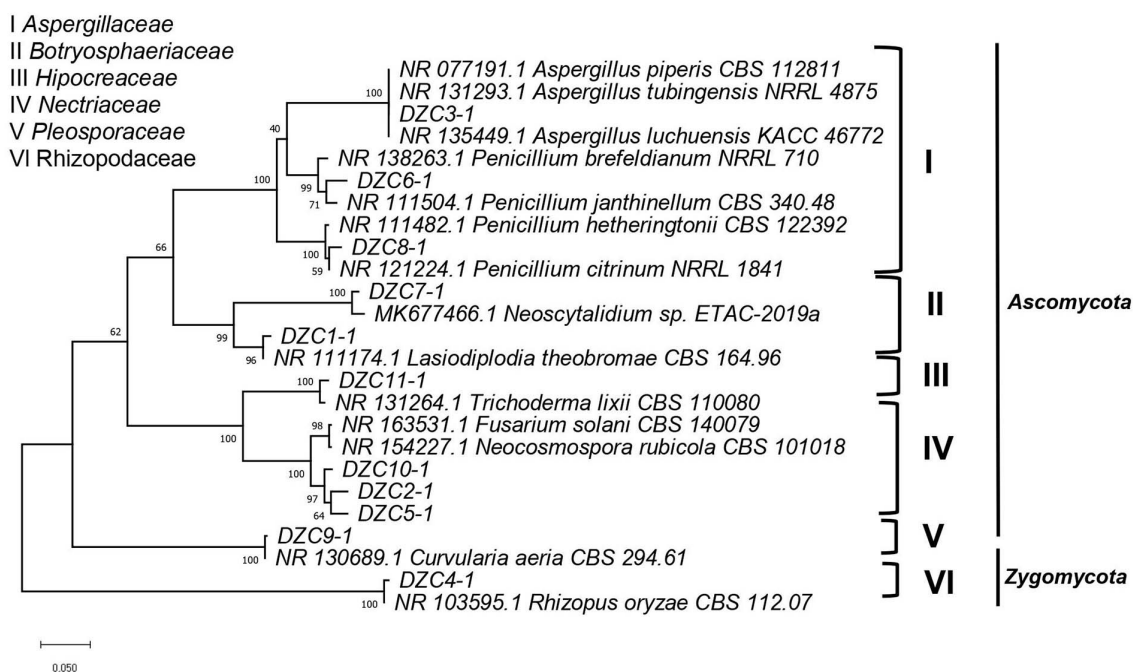 I Aspergillaceae
II Botryosphaeriaceae
III Hipocreaceae
IV Nectriaceae
V Pleosporaceae
VI Rhizopodaceae
NR 077191.1 Aspergillus piperis CBS 112811
NR 131293.1 Aspergillus tubingensis NRRL 4875
100
DZC3-1
NR 135449.1 Aspergillus luchuensis KACC 46772
40
NR 138263.1 Penicillium brefeldianum NRRL 710
I
100
99
DZC6-1
71
NR 111504.1 Penicillium janthinellum CBS 340.48
NR 111482.1 Penicillium hetheringtonii CBS 122392
66
100
DZC8-1
59
NR 121224.1 Penicillium citrinum NRRL 1841
100
DZC7-1
II
Ascomycota
MK677466.1 Neoscytalidium sp. ETAC-2019a
62
99
DZC1-1
96
NR 111174.1 Lasiodiplodia theobromae CBS 164.96
100
DZC11-1
III
NR 131264.1 Trichoderma lixii CBS 110080
98
NR 163531.1 Fusarium solani CBS 140079
100
NR 154227.1 Neocosmospora rubicola CBS 101018
IV
100
DZC10-1
97
DZC2-1
64
DZC5-1
DZC9-1
V
100
NR 130689.1 Curvularia aeria CBS 294.61
DZC4-1
VI
Zygomycota
100
NR 103595.1 Rhizopus oryzae CBS 112.07
0.050